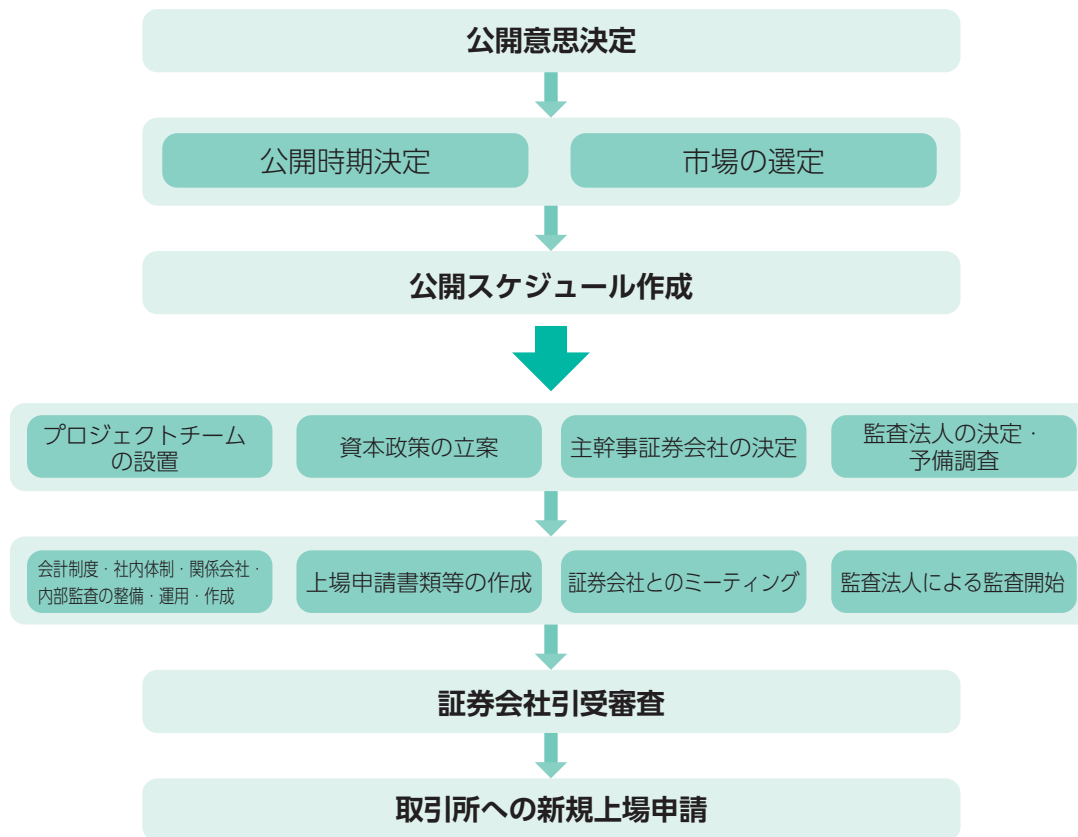 公開意思決定
公開時期決定
市場の選定
公開スケジュール作成
プロジェクトチーム
の設置
資本政策の立案
主幹事証券会社の決定
監査法人の決定・
予備調査
会計制度・社内体制・関係会社・
内部監査の整備・運用・作成
上場申請書類等の作成
証券会社とのミーティング
監査法人による監査開始
証券会社引受審査
取引所への新規上場申請